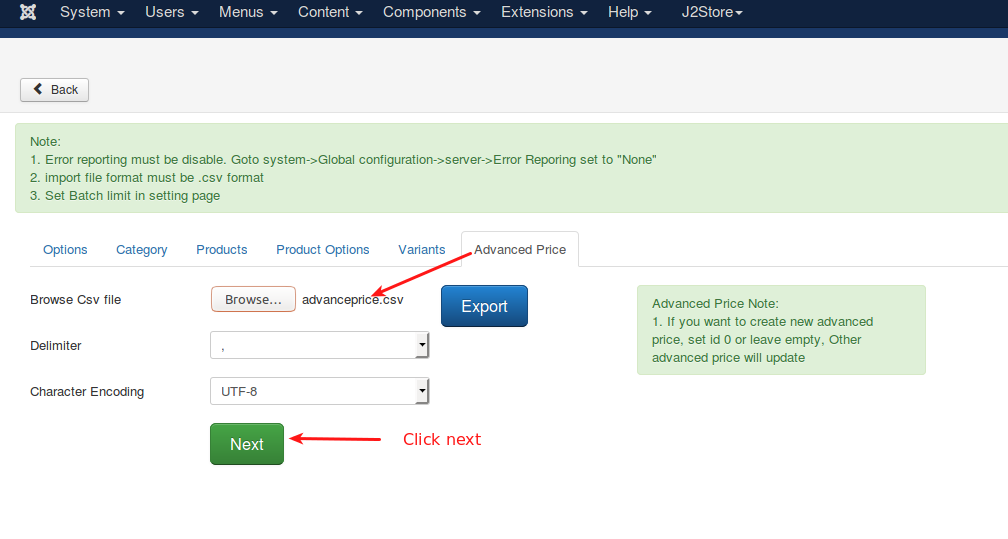 System Users Menus Content Components Extensions Help J2Store
Back
Note:
1. Error reporting must be disable. Goto system->Global configuration->server->Error Reporing set to "None"
2. import file format must be .csv format
3. Set Batch limit in setting page
Options Category Products Product Options Variants Advanced Price
Browse Csv file Browse... advanceprice.csv Export
Delimiter ,
Character Encoding UTF-8
Next Click next
Advanced Price Note:
1. If you want to create new advanced
price, set id 0 or leave empty, Other
advanced price will update